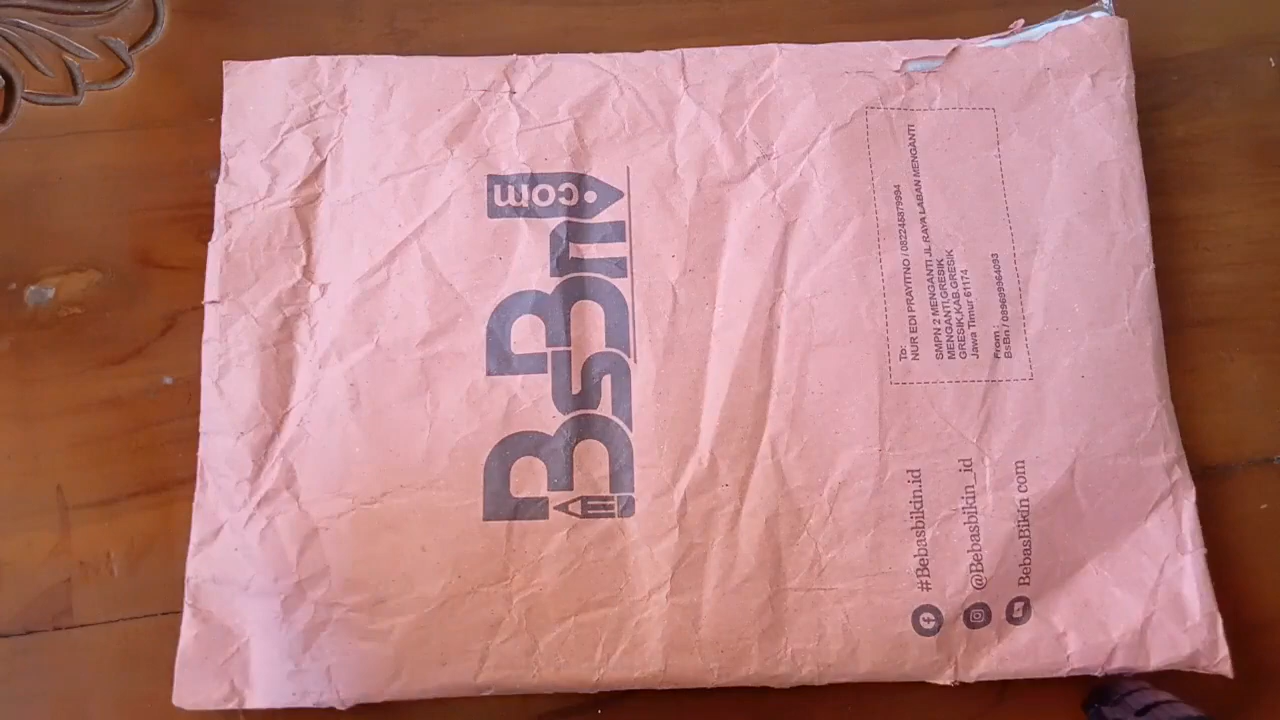 BsBn
.com
To:
NUR EDI PRAYITNO / 082245879994
SMPN 2 MENGANTI JL.RAYA LABAN MENGANTI
MENGANTI,GRESIK
GRESIK,KAB.GRESIK
Jawa Timur 61174
From :
BsBn / 089699964093
#Bebasbikin.id
@Bebasbikin_id
BebasBikin com